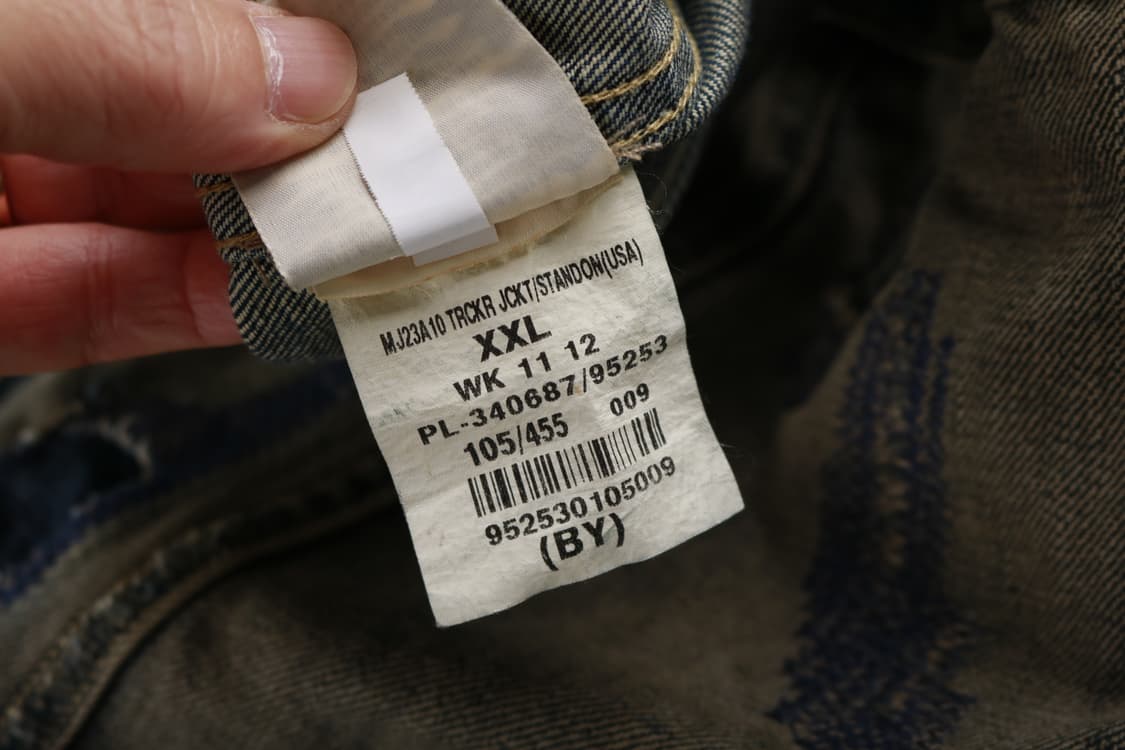 MJ23A10 TRCKR JCKT/STANDON(USA)
XXL
WK 11 12
PL-340687/95253
105/455 009
952530105009
(BY)